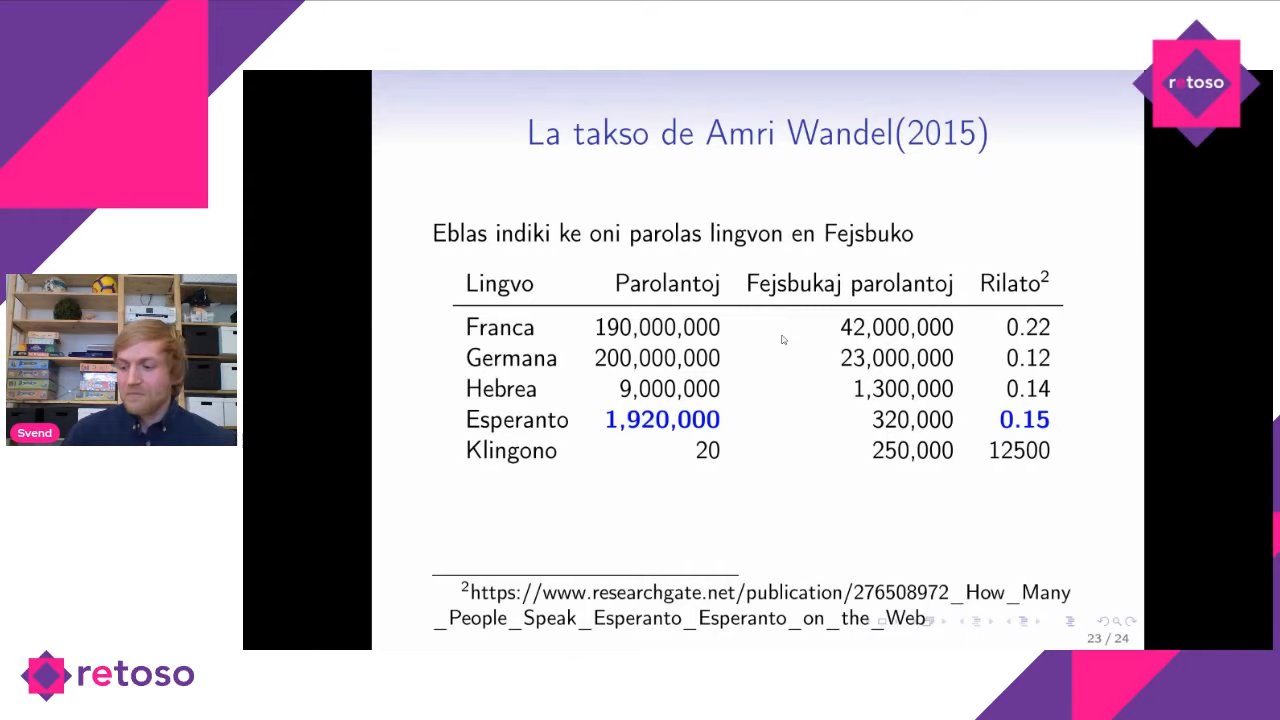 retoso
La takso de Amri Wandel(2015)
Eblas indiki ke oni parolas lingvon en Fejsbuko
Lingvo Parolantoj Fejsbukaj parolantoj Rilato²
Franca 190,000,000 42,000,000 0.22
Germana 200,000,000 23,000,000 0.12
Hebrea 9,000,000 1,300,000 0.14
Esperanto 1,920,000 320,000 0.15
Klingono 20 250,000 12500
Svend
²https://www.researchgate.net/publication/276508972_How_Many
_People_Speak_Esperanto_Esperanto_on_the_Web
23 / 24
retoso